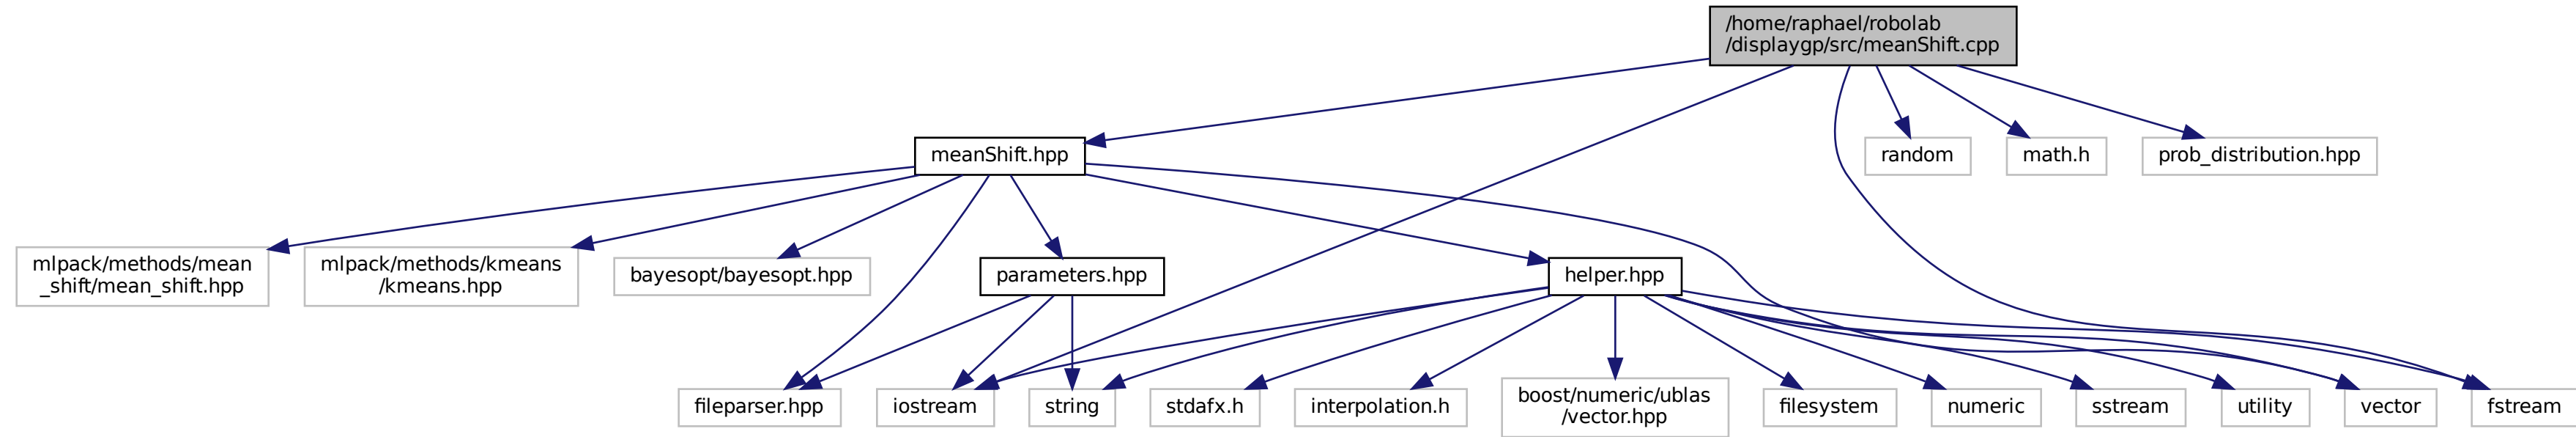 /home/raphael/robolab
/displaygp/src/meanShift.cpp
meanShift.hpp
random
math.h
prob_distribution.hpp
mlpack/methods/mean
_shift/mean_shift.hpp
mlpack/methods/kmeans
/kmeans.hpp
bayesopt/bayesopt.hpp
parameters.hpp
helper.hpp
fileparser.hpp
iostream
string
stdafx.h
interpolation.h
boost/numeric/ublas
/vector.hpp
filesystem
numeric
sstream
utility
vector
fstream